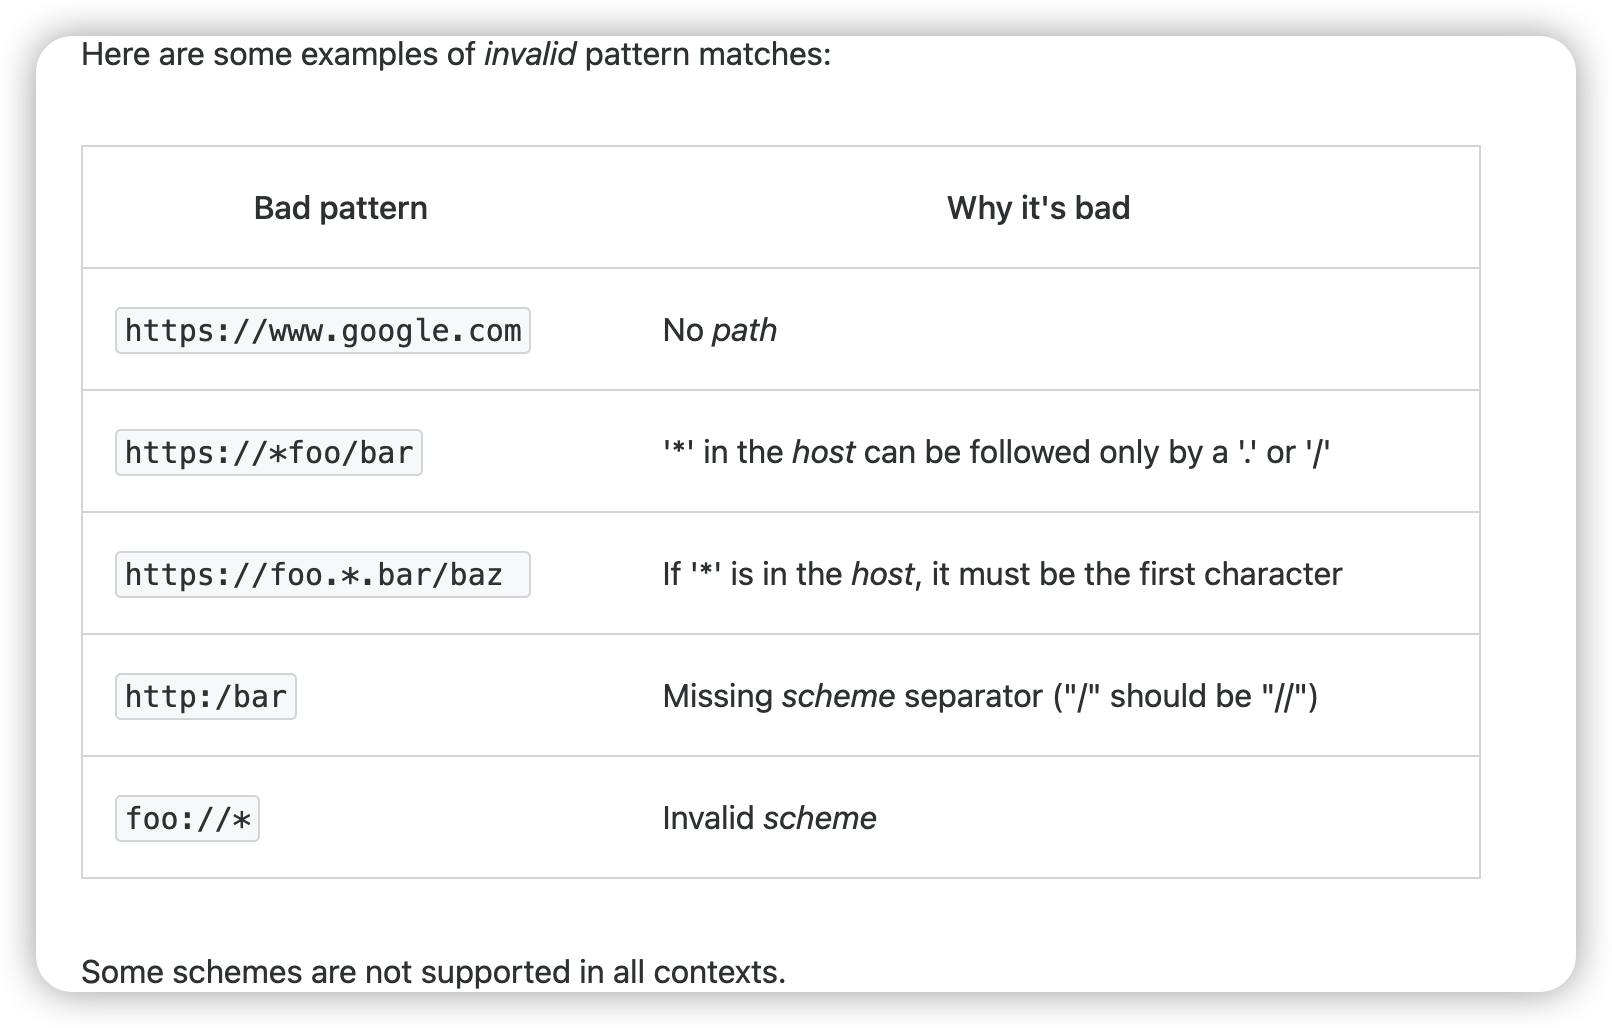 Here are some examples of invalid pattern matches:
Bad pattern Why it's bad
https://www.google.com No path
https://*foo/bar '*' in the host can be followed only by a '.' or '/'
https://foo.*.bar/baz If '*' is in the host, it must be the first character
http:/bar Missing scheme separator ("/" should be "//")
foo://* Invalid scheme
Some schemes are not supported in all contexts.